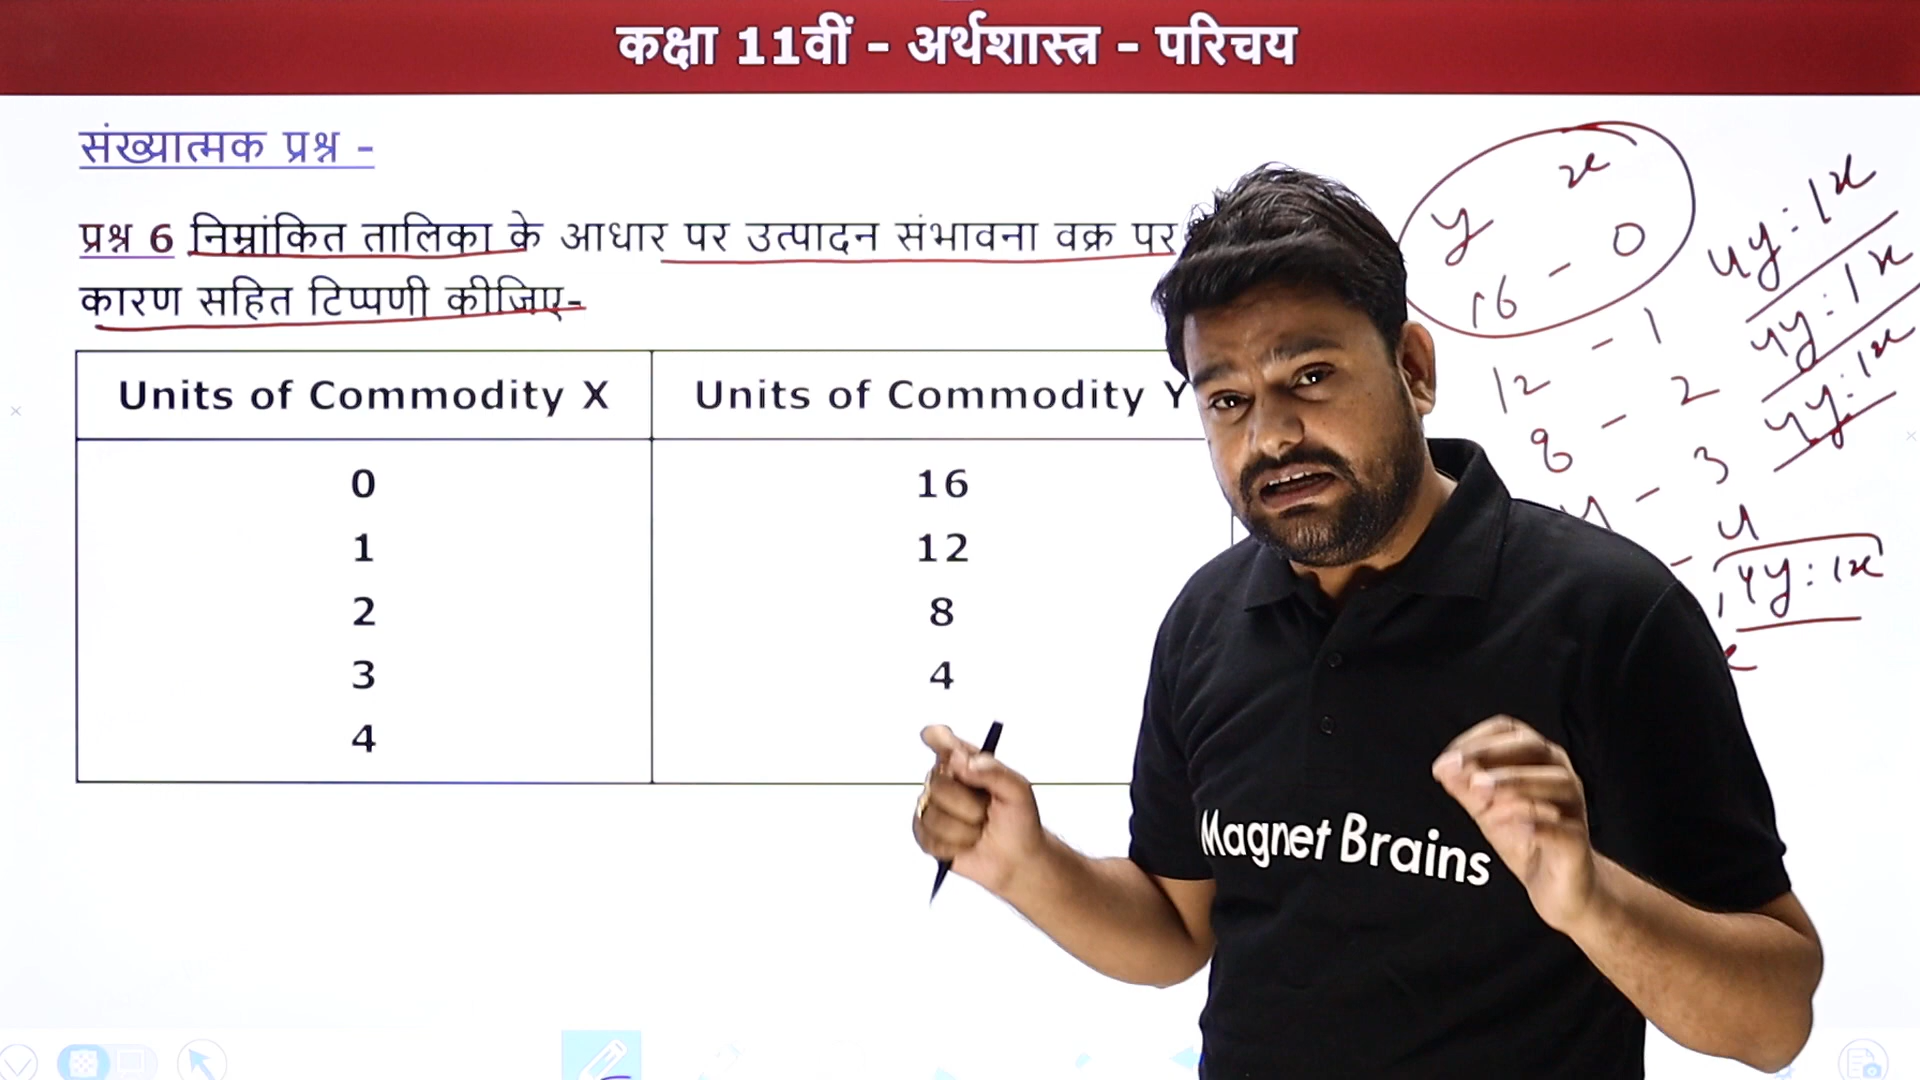 कक्षा 11वीं - अर्थशास्त्र - परिचय
संख्यात्मक प्रश्न -
प्रश्न 6 निम्नांकित तालिका के आधार पर उत्पादन संभावना वक्र पर
कारण सहित टिप्पणी कीजिए-
Units of Commodity X Units of Commodity Y
0 16
1 12
2 8
3 4
4
y x
16 - 0
12 - 1
8 - 2
4 - 3
- 4
4y : 1x
4y : 1x
4y : 1x
4y : 1x
Magnet Brains